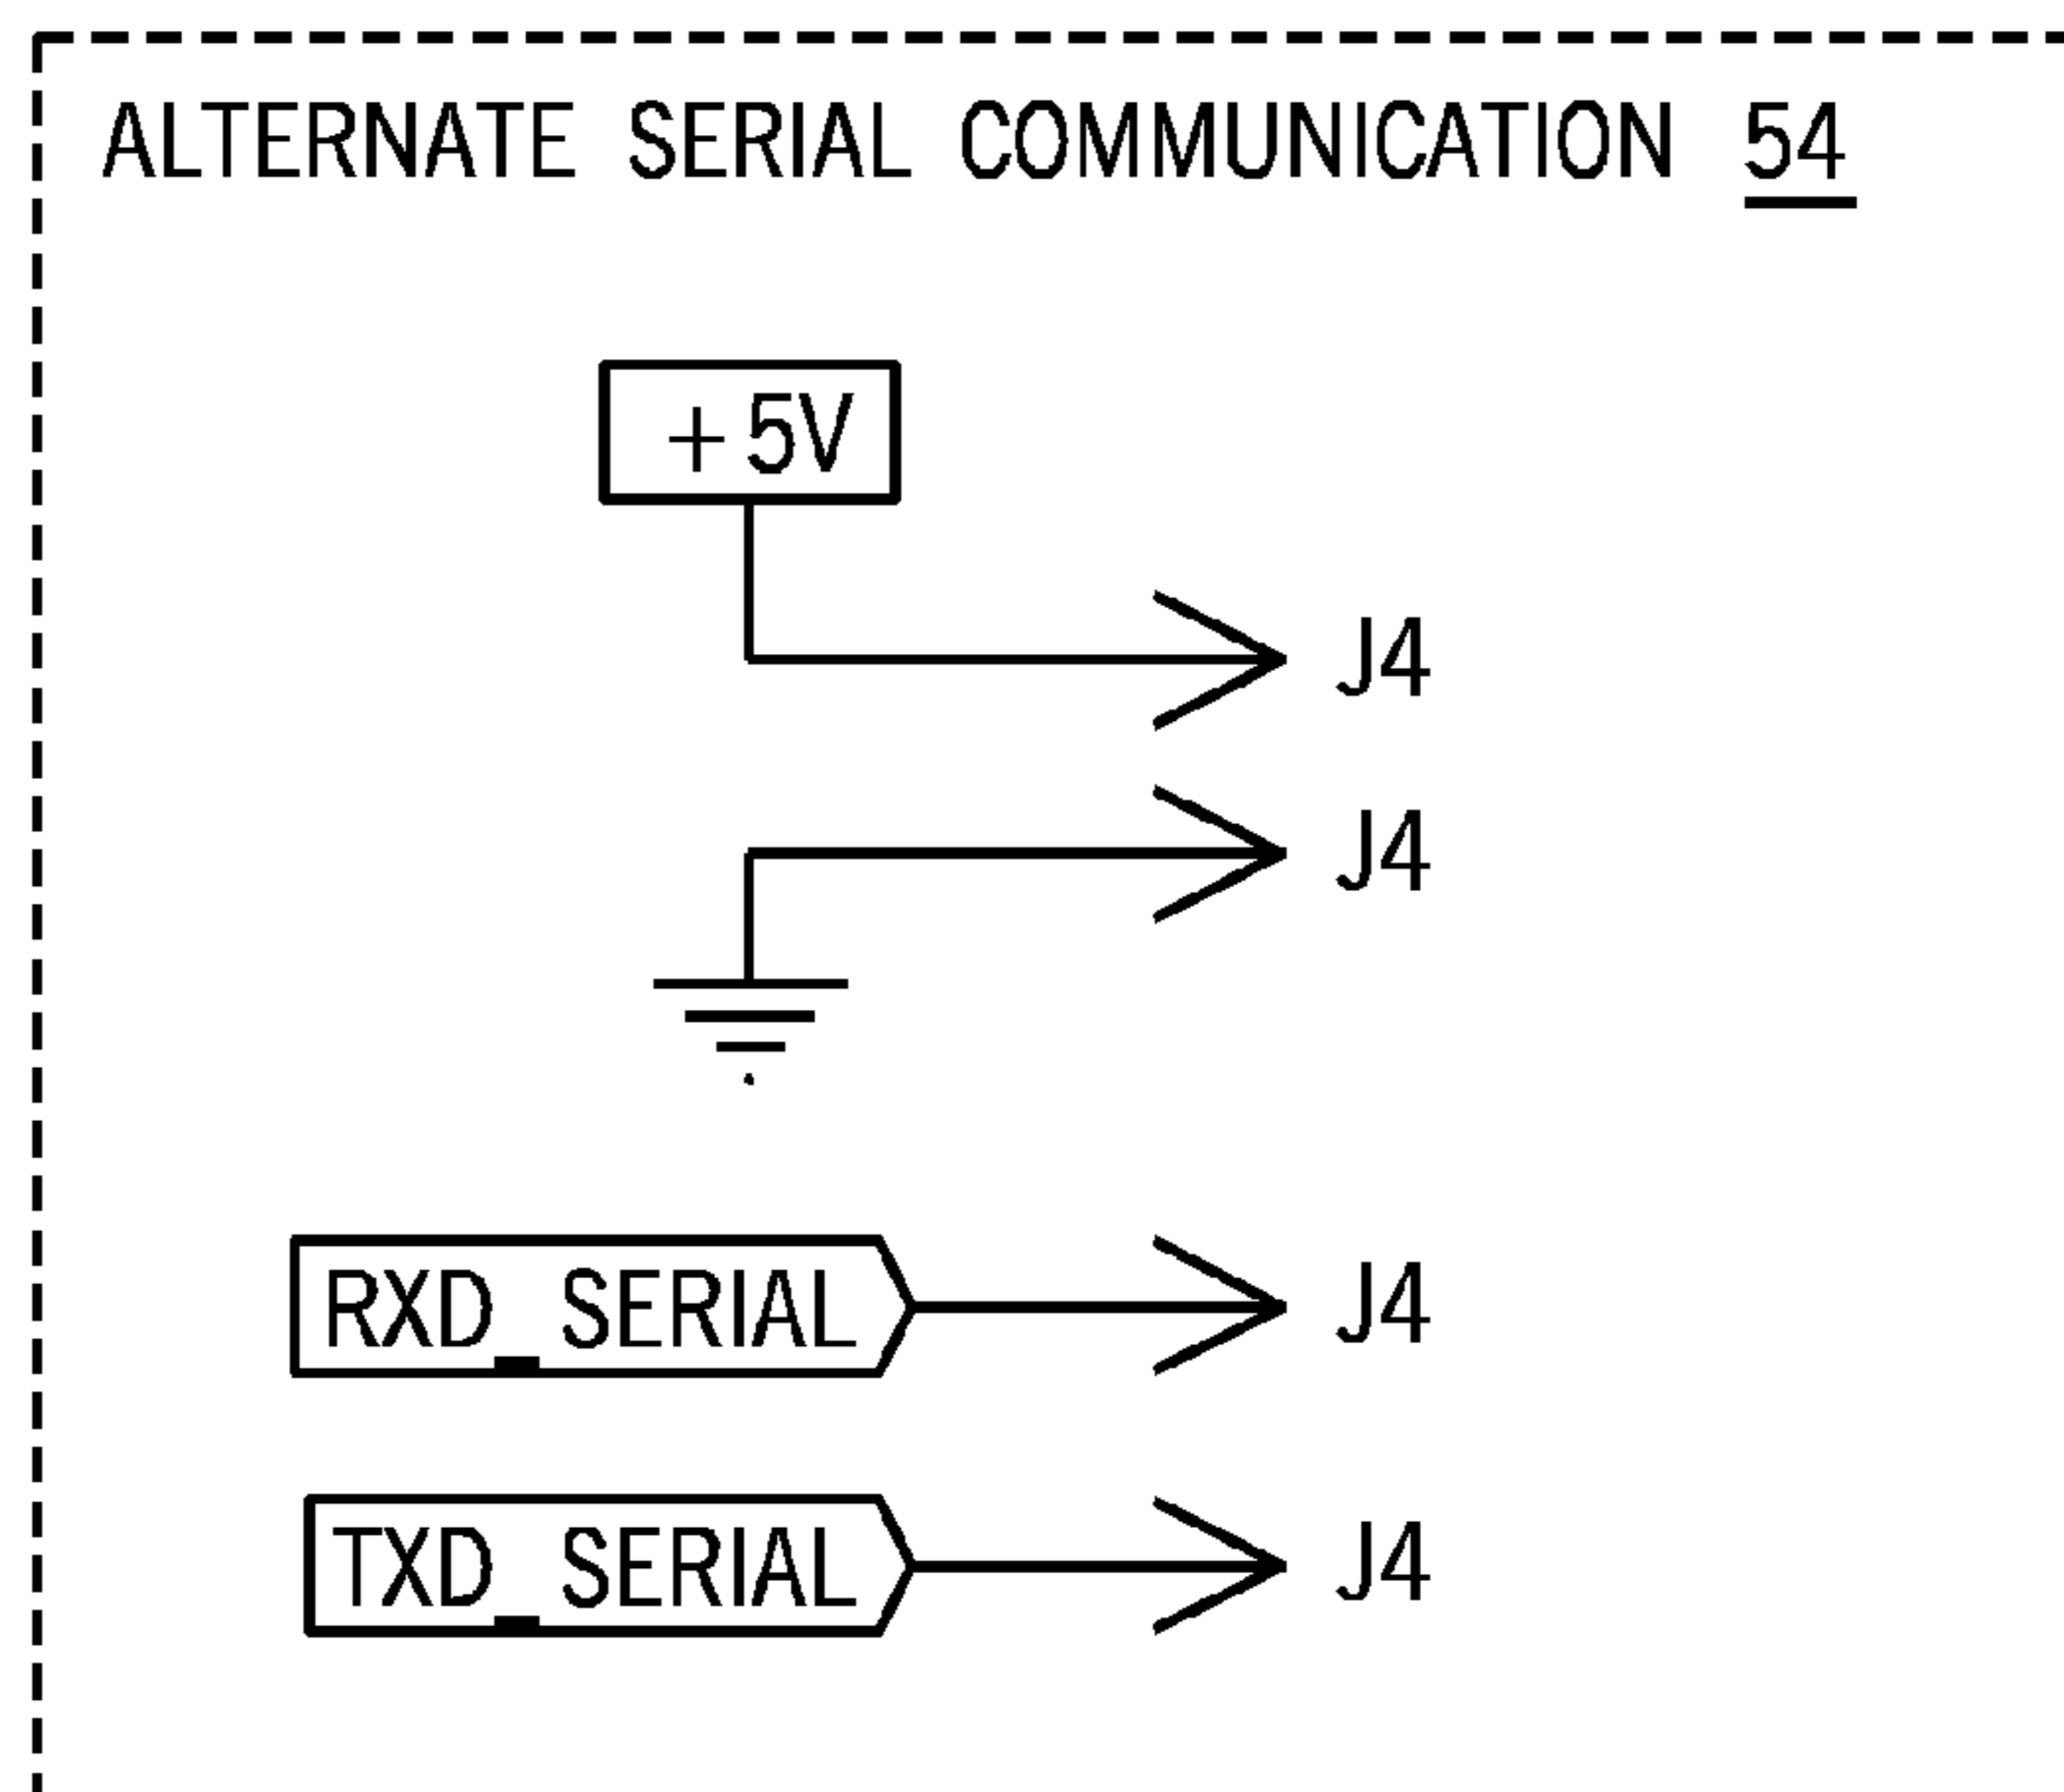 ALTERNATE SERIAL COMMUNICATION 54
+5V
J4
J4
RXD_SERIAL
J4
TXD_SERIAL
J4